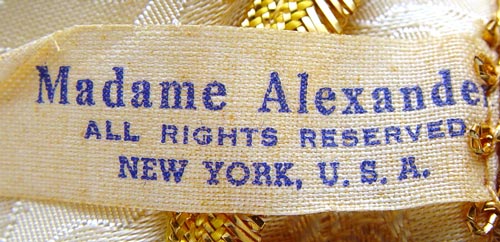 Madame Alexande
ALL RIGHTS RESERVED
NEW YORK, U. S. A.